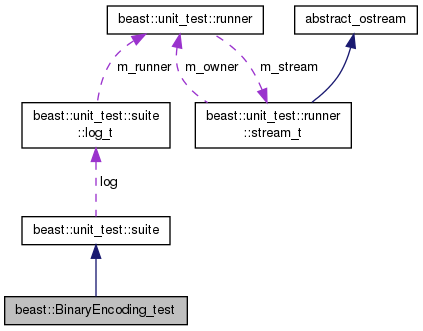 beast::unit_test::runner
abstract_ostream
m_runner
m_owner
m_stream
beast::unit_test::suite
::log_t
beast::unit_test::runner
::stream_t
log
beast::unit_test::suite
beast::BinaryEncoding_test